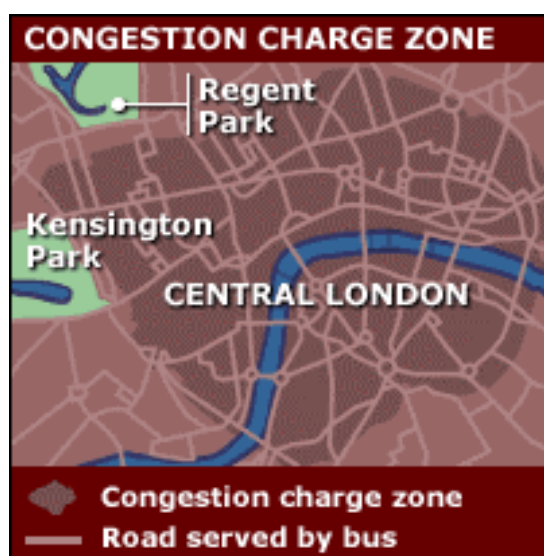 CONGESTION CHARGE ZONE
Regent
Park
Kensington
Park
CENTRAL LONDON
Congestion charge zone
Road served by bus